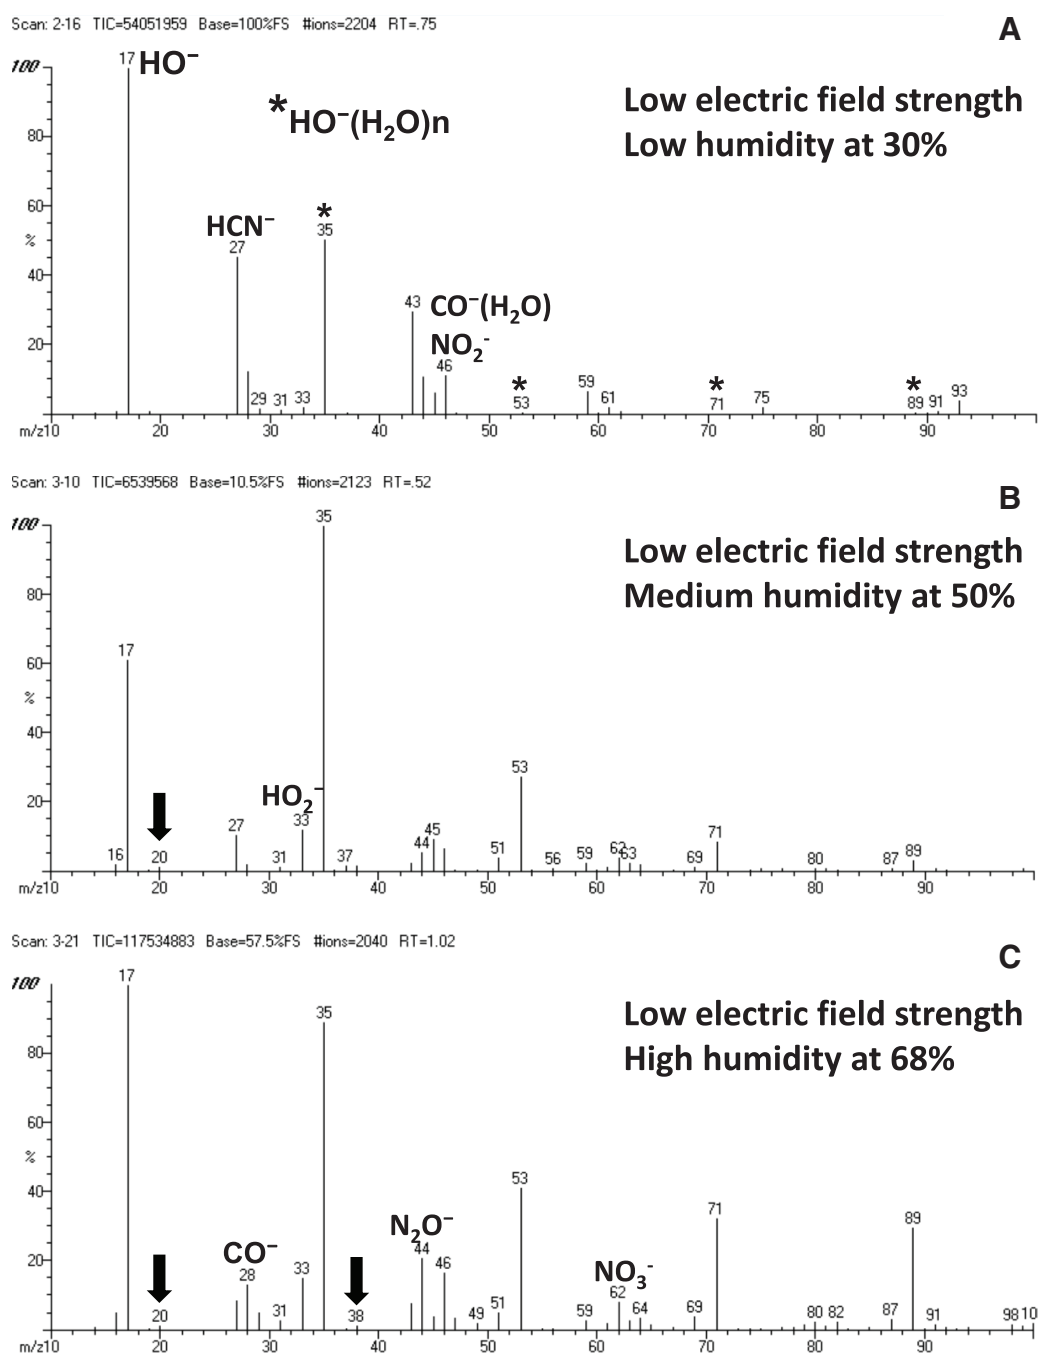 Scan: 2-16 TIC=54051959 Base=100%FS #ions=2204 RT=.75
A
100
17 HO⁻
*HO⁻(H₂O)n
Low electric field strength
Low humidity at 30%
80
60
*
HCN⁻
35
27
%
40
43 CO⁻(H₂O)
20
NO₂⁻
46
29 31 33
*
53
59
61
*
71
75
*
89 91 93
m/z10 20 30 40 50 60 70 80 90
Scan: 3-10 TIC=6539568 Base=10.5%FS #ions=2123 RT=.52
B
100
35
Low electric field strength
Medium humidity at 50%
80
17
60
%
40
53
20
HO₂⁻
33
16 20 27 31 37 44 45 51 56 59 62 63 69 71 80 87 89
m/z10 20 30 40 50 60 70 80 90
Scan: 3-21 TIC=117534883 Base=57.5%FS #ions=2040 RT=1.02
C
100
17
35
Low electric field strength
High humidity at 68%
80
60
%
40
53
71
89
20
CO⁻
28
N₂O⁻
44
46
NO₃⁻
62
20 31 33 38 49 51 59 64 69 80 82 87 91 98 10
m/z10 20 30 40 50 60 70 80 90